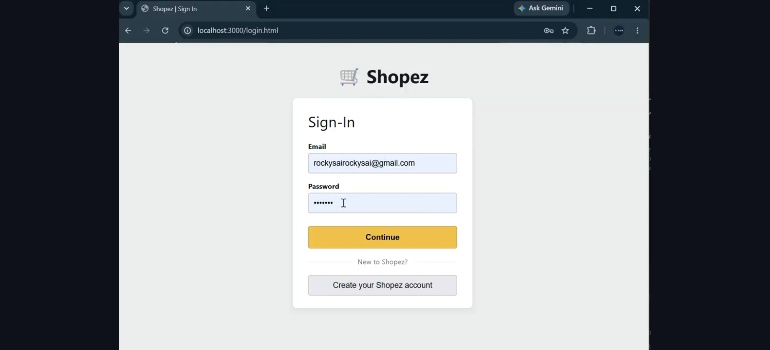 Shopez | Sign In
Ask Gemini
localhost:3000/login.html
Shopez
Sign-In
Email
rockysairockysai@gmail.com
Password
•••••••
Continue
New to Shopez?
Create your Shopez account